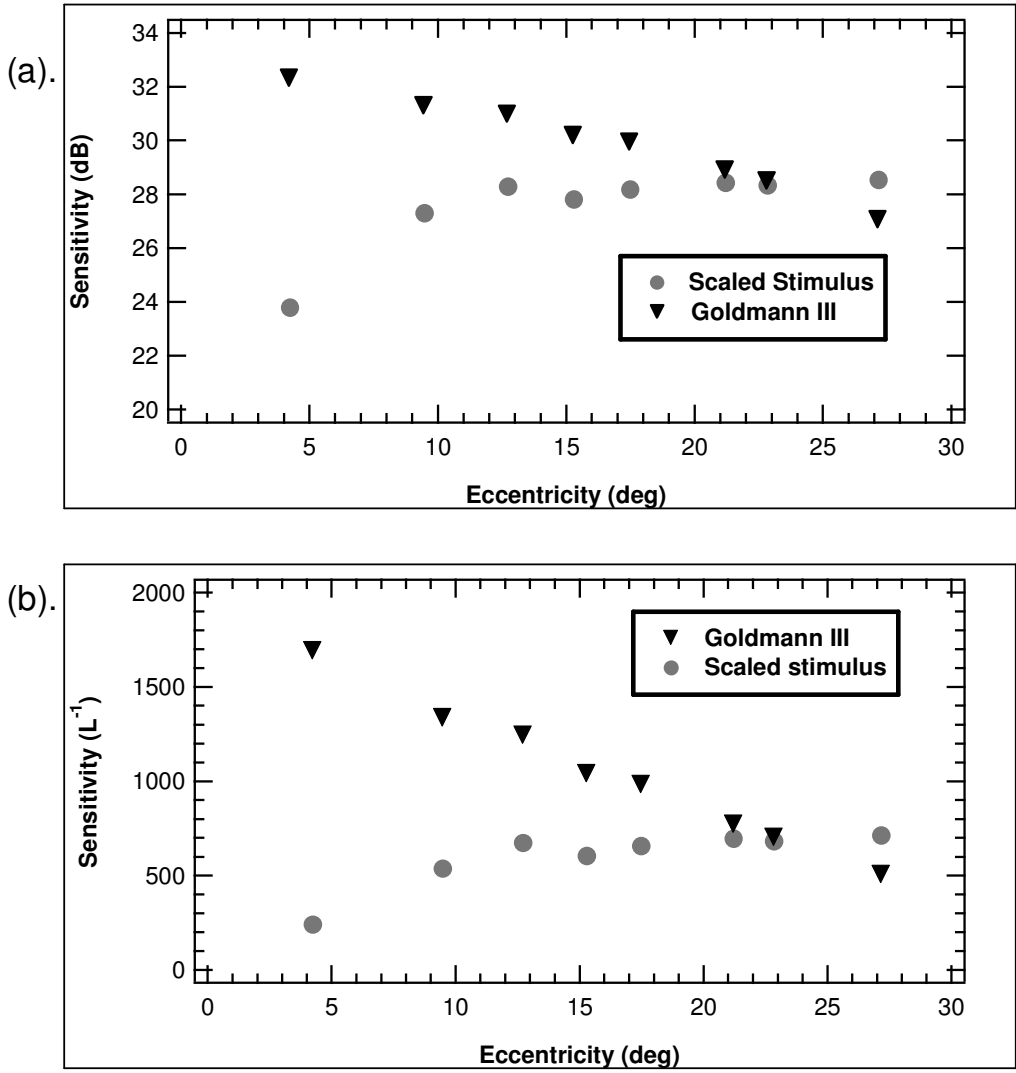 (a).
34
32
30
28
26
24
22
20
Sensitivity (dB)
Scaled Stimulus
Goldmann III
0 5 10 15 20 25 30
Eccentricity (deg)
(b).
2000
1500
1000
500
0
Sensitivity (L-1)
Goldmann III
Scaled stimulus
0 5 10 15 20 25 30
Eccentricity (deg)